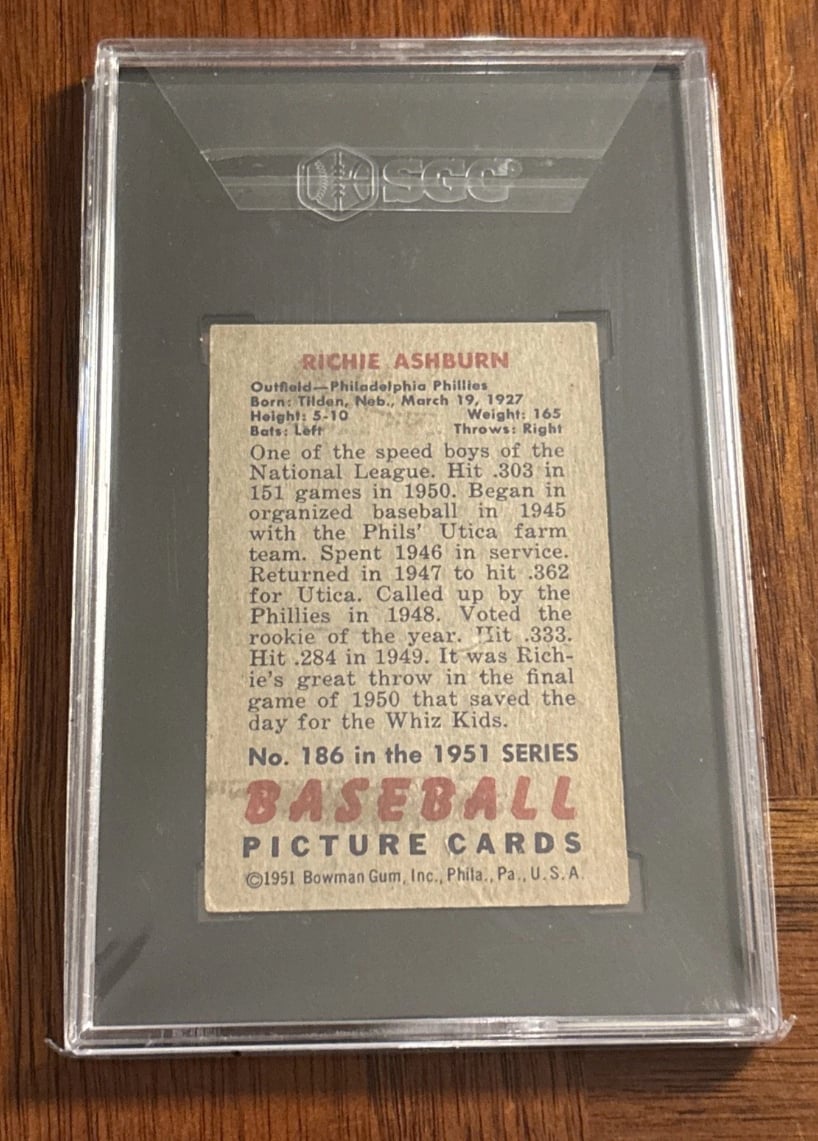 SGC
RICHIE ASHBURN
Outfield—Philadelphia Phillies
Born: Tilden, Neb., March 19, 1927
Height: 5-10 Weight: 165
Bats: Left Throws: Right
One of the speed boys of the
National League. Hit .303 in
151 games in 1950. Began in
organized baseball in 1945
with the Phils' Utica farm
team. Spent 1946 in service.
Returned in 1947 to hit .362
for Utica. Called up by the
Phillies in 1948. Voted the
rookie of the year. Hit .333.
Hit .284 in 1949. It was Rich-
ie's great throw in the final
game of 1950 that saved the
day for the Whiz Kids.
No. 186 in the 1951 SERIES
BASEBALL
PICTURE CARDS
©1951 Bowman Gum, Inc., Phila., Pa., U.S.A.